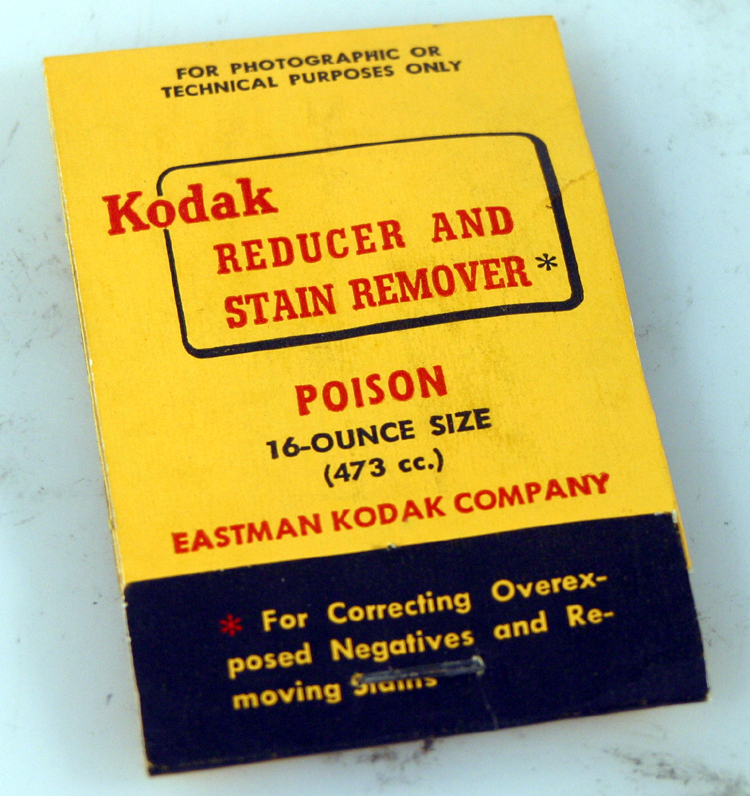 FOR PHOTOGRAPHIC OR
TECHNICAL PURPOSES ONLY
Kodak
REDUCER AND
STAIN REMOVER*
POISON
16-OUNCE SIZE
(473 cc.)
EASTMAN KODAK COMPANY
* For Correcting Overex-
posed Negatives and Re-
moving Stains